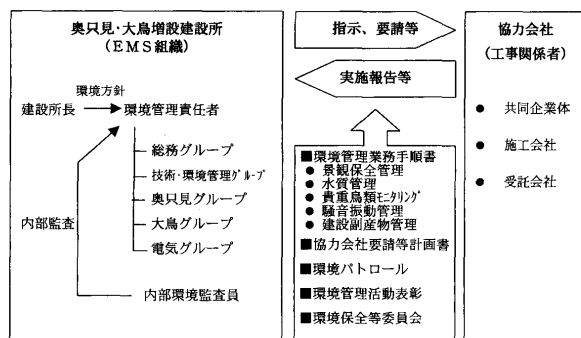 奥只見・大鳥増設建設所
（ＥＭＳ組織）
環境方針
建設所長
環境管理責任者
総務グループ
技術・環境管理グループ
奥只見グループ
大鳥グループ
電気グループ
内部監査
内部環境監査員
指示、要請等
実施報告等
■環境管理業務手順書
● 景観保全管理
● 水質管理
● 貴重鳥類モニタリング
● 騒音振動管理
● 建設副産物管理
■協力会社要請等計画書
■環境パトロール
■環境管理活動表彰
■環境保全等委員会
協力会社
（工事関係者）
● 共同企業体
● 施工会社
● 受託会社